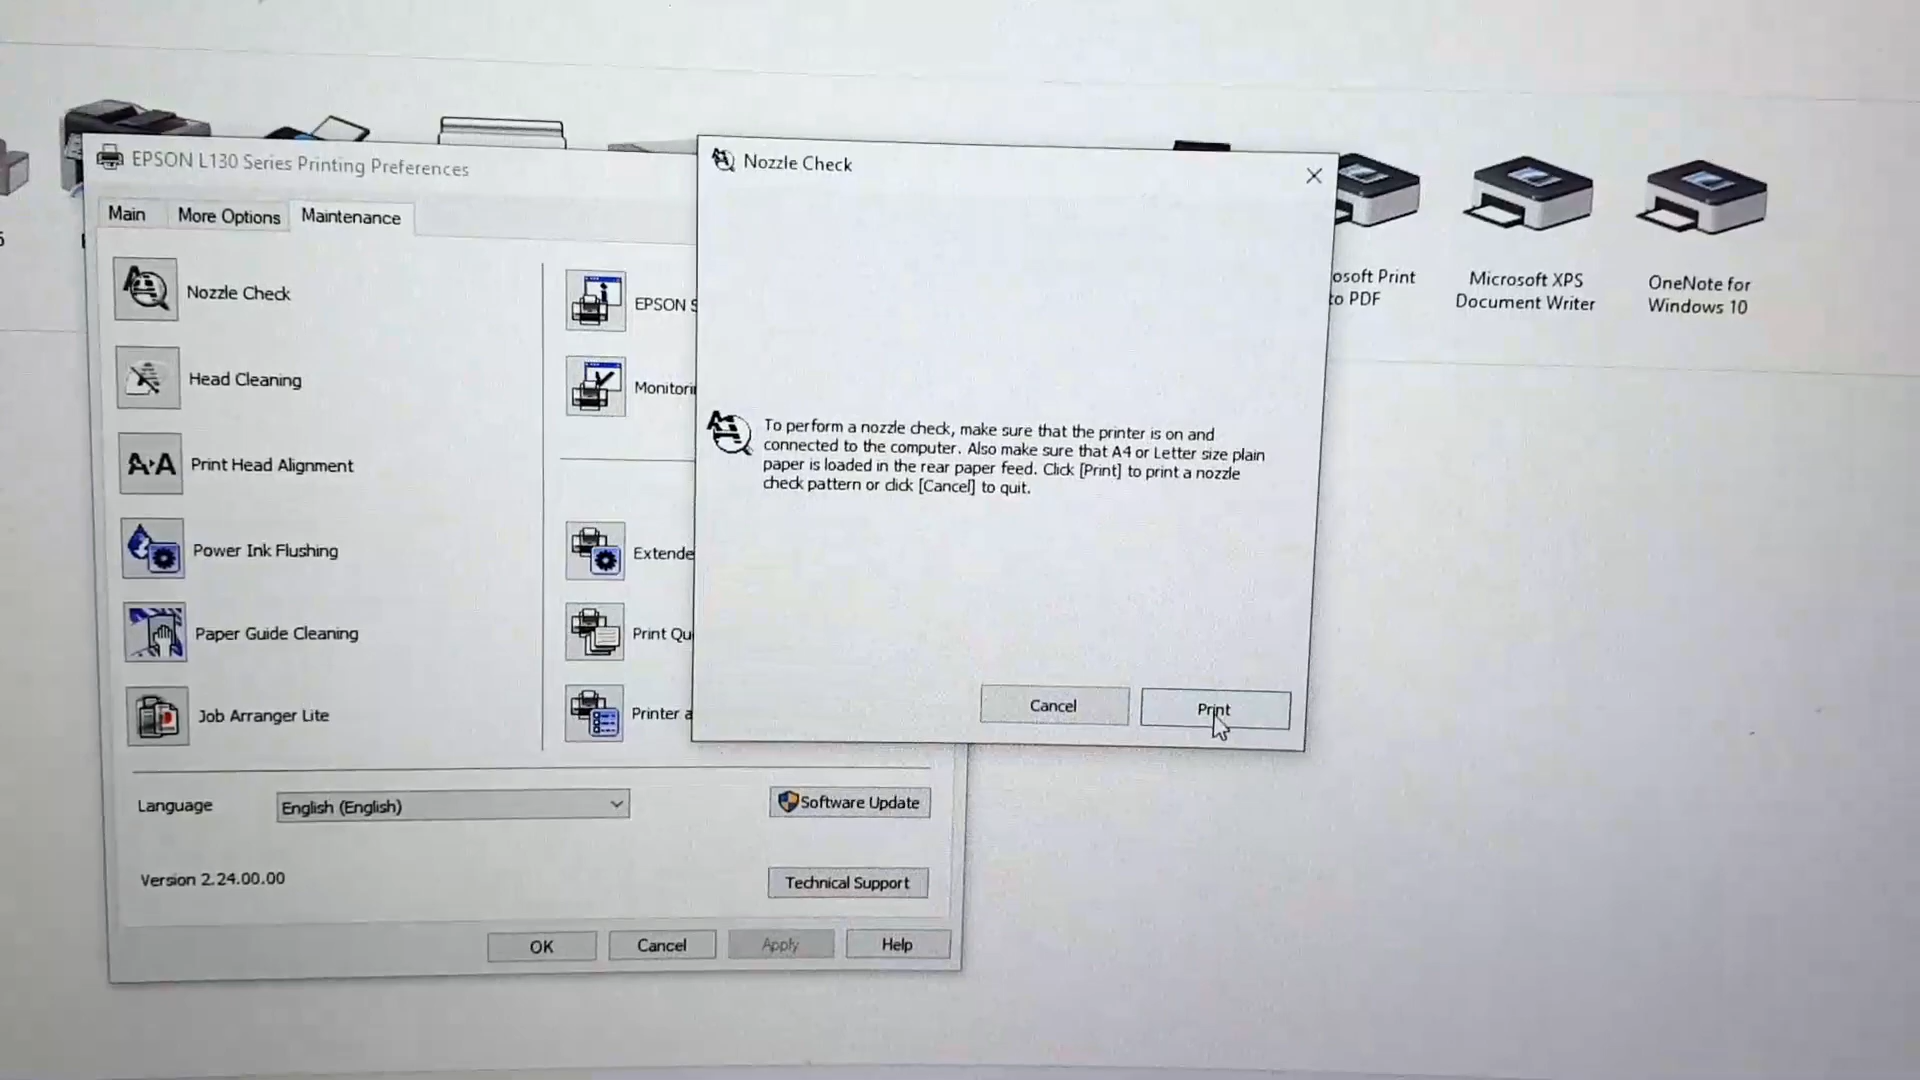 EPSON L130 Series Printing Preferences
Main
More Options
Maintenance
Nozzle Check
Head Cleaning
Print Head Alignment
Power Ink Flushing
Paper Guide Cleaning
Job Arranger Lite
EPSON S
Monitorin
Extende
Print Qu
Printer a
Language
English (English)
Software Update
Version 2.24.00.00
Technical Support
OK
Cancel
Apply
Help
Nozzle Check
To perform a nozzle check, make sure that the printer is on and
connected to the computer. Also make sure that A4 or Letter size plain
paper is loaded in the rear paper feed. Click [Print] to print a nozzle
check pattern or click [Cancel] to quit.
Cancel
Print
osoft Print
to PDF
Microsoft XPS
Document Writer
OneNote for
Windows 10